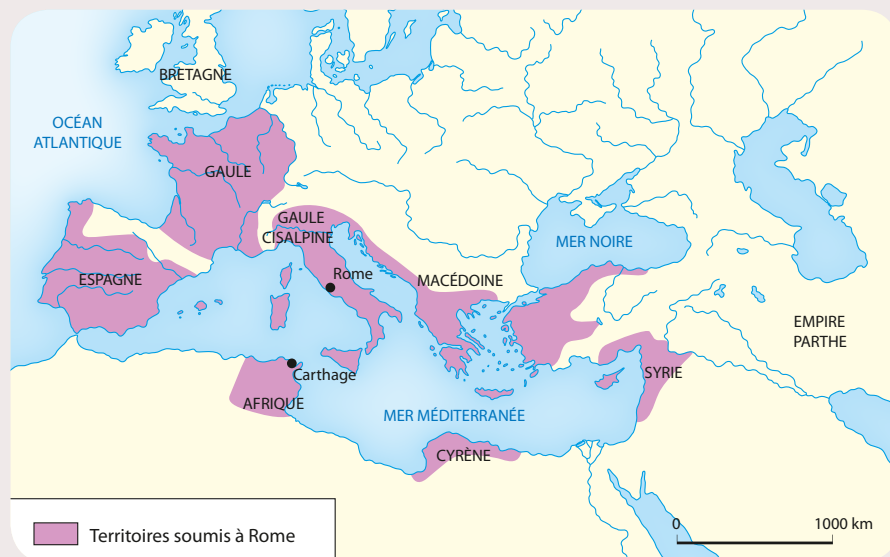 BRETAGNE
OCÉAN
ATLANTIQUE
GAULE
GAULE
CISALPINE
MER NOIRE
ESPAGNE
Rome
MACÉDOINE
EMPIRE
PARTHE
Carthage
SYRIE
AFRIQUE
MER MÉDITERRANÉE
CYRÈNE
Territoires soumis à Rome
0 1000 km